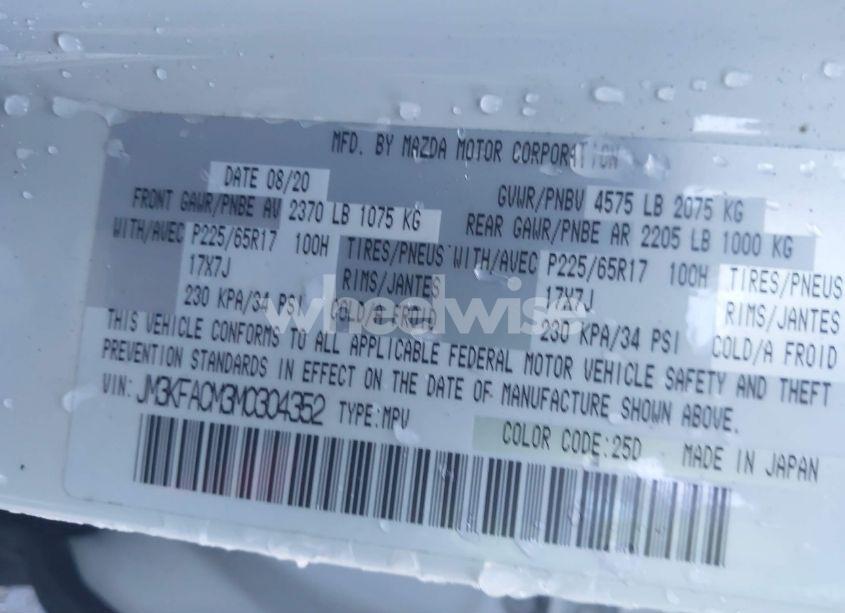 MFD. BY MAZDA MOTOR CORPORATION
DATE 08/20 GVWR/PNBV 4575 LB 2075 KG
FRONT GAWR/PNBE AV 2370 LB 1075 KG REAR GAWR/PNBE AR 2205 LB 1000 KG
WITH/AVEC P225/65R17 100H TIRES/PNEUS WITH/AVEC P225/65R17 100H TIRES/PNEUS
17X7J RIMS/JANTES 17X7J RIMS/JANTES
230 KPA/34 PSI COLD/A FROID 230 KPA/34 PSI COLD/A FROID
wheelwise
THIS VEHICLE CONFORMS TO ALL APPLICABLE FEDERAL MOTOR VEHICLE SAFETY AND THEFT
PREVENTION STANDARDS IN EFFECT ON THE DATE OF MANUFACTURE SHOWN ABOVE.
VIN: JM3KFACM3M0304352 TYPE:MPV
COLOR CODE:25D MADE IN JAPAN